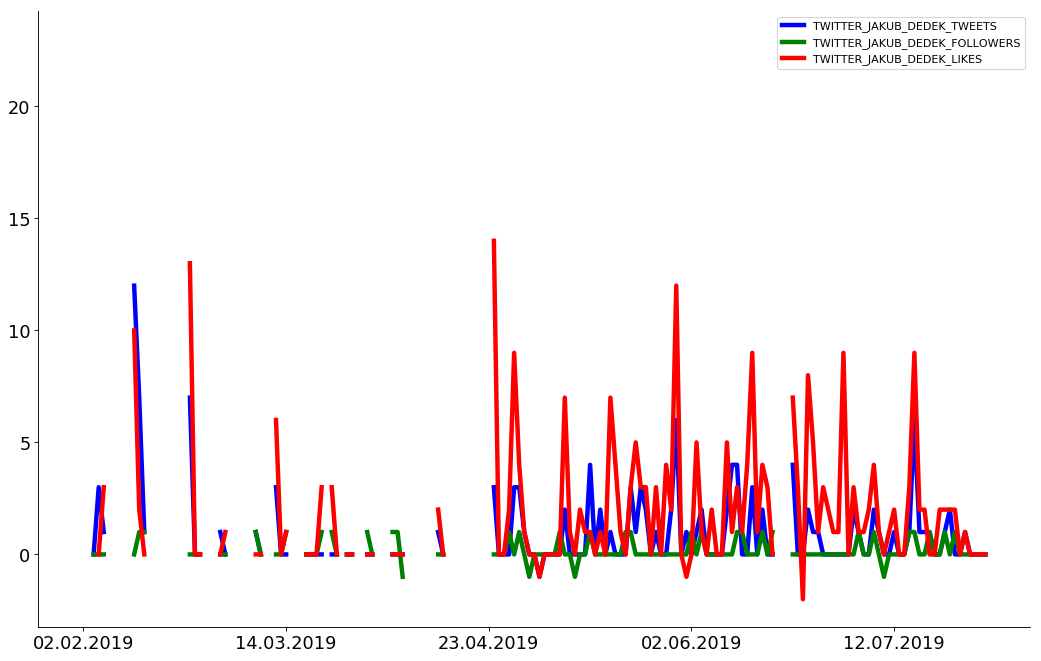 TWITTER_JAKUB_DEDEK_TWEETS
TWITTER_JAKUB_DEDEK_FOLLOWERS
TWITTER_JAKUB_DEDEK_LIKES
20
15
10
5
0
02.02.2019 14.03.2019 23.04.2019 02.06.2019 12.07.2019